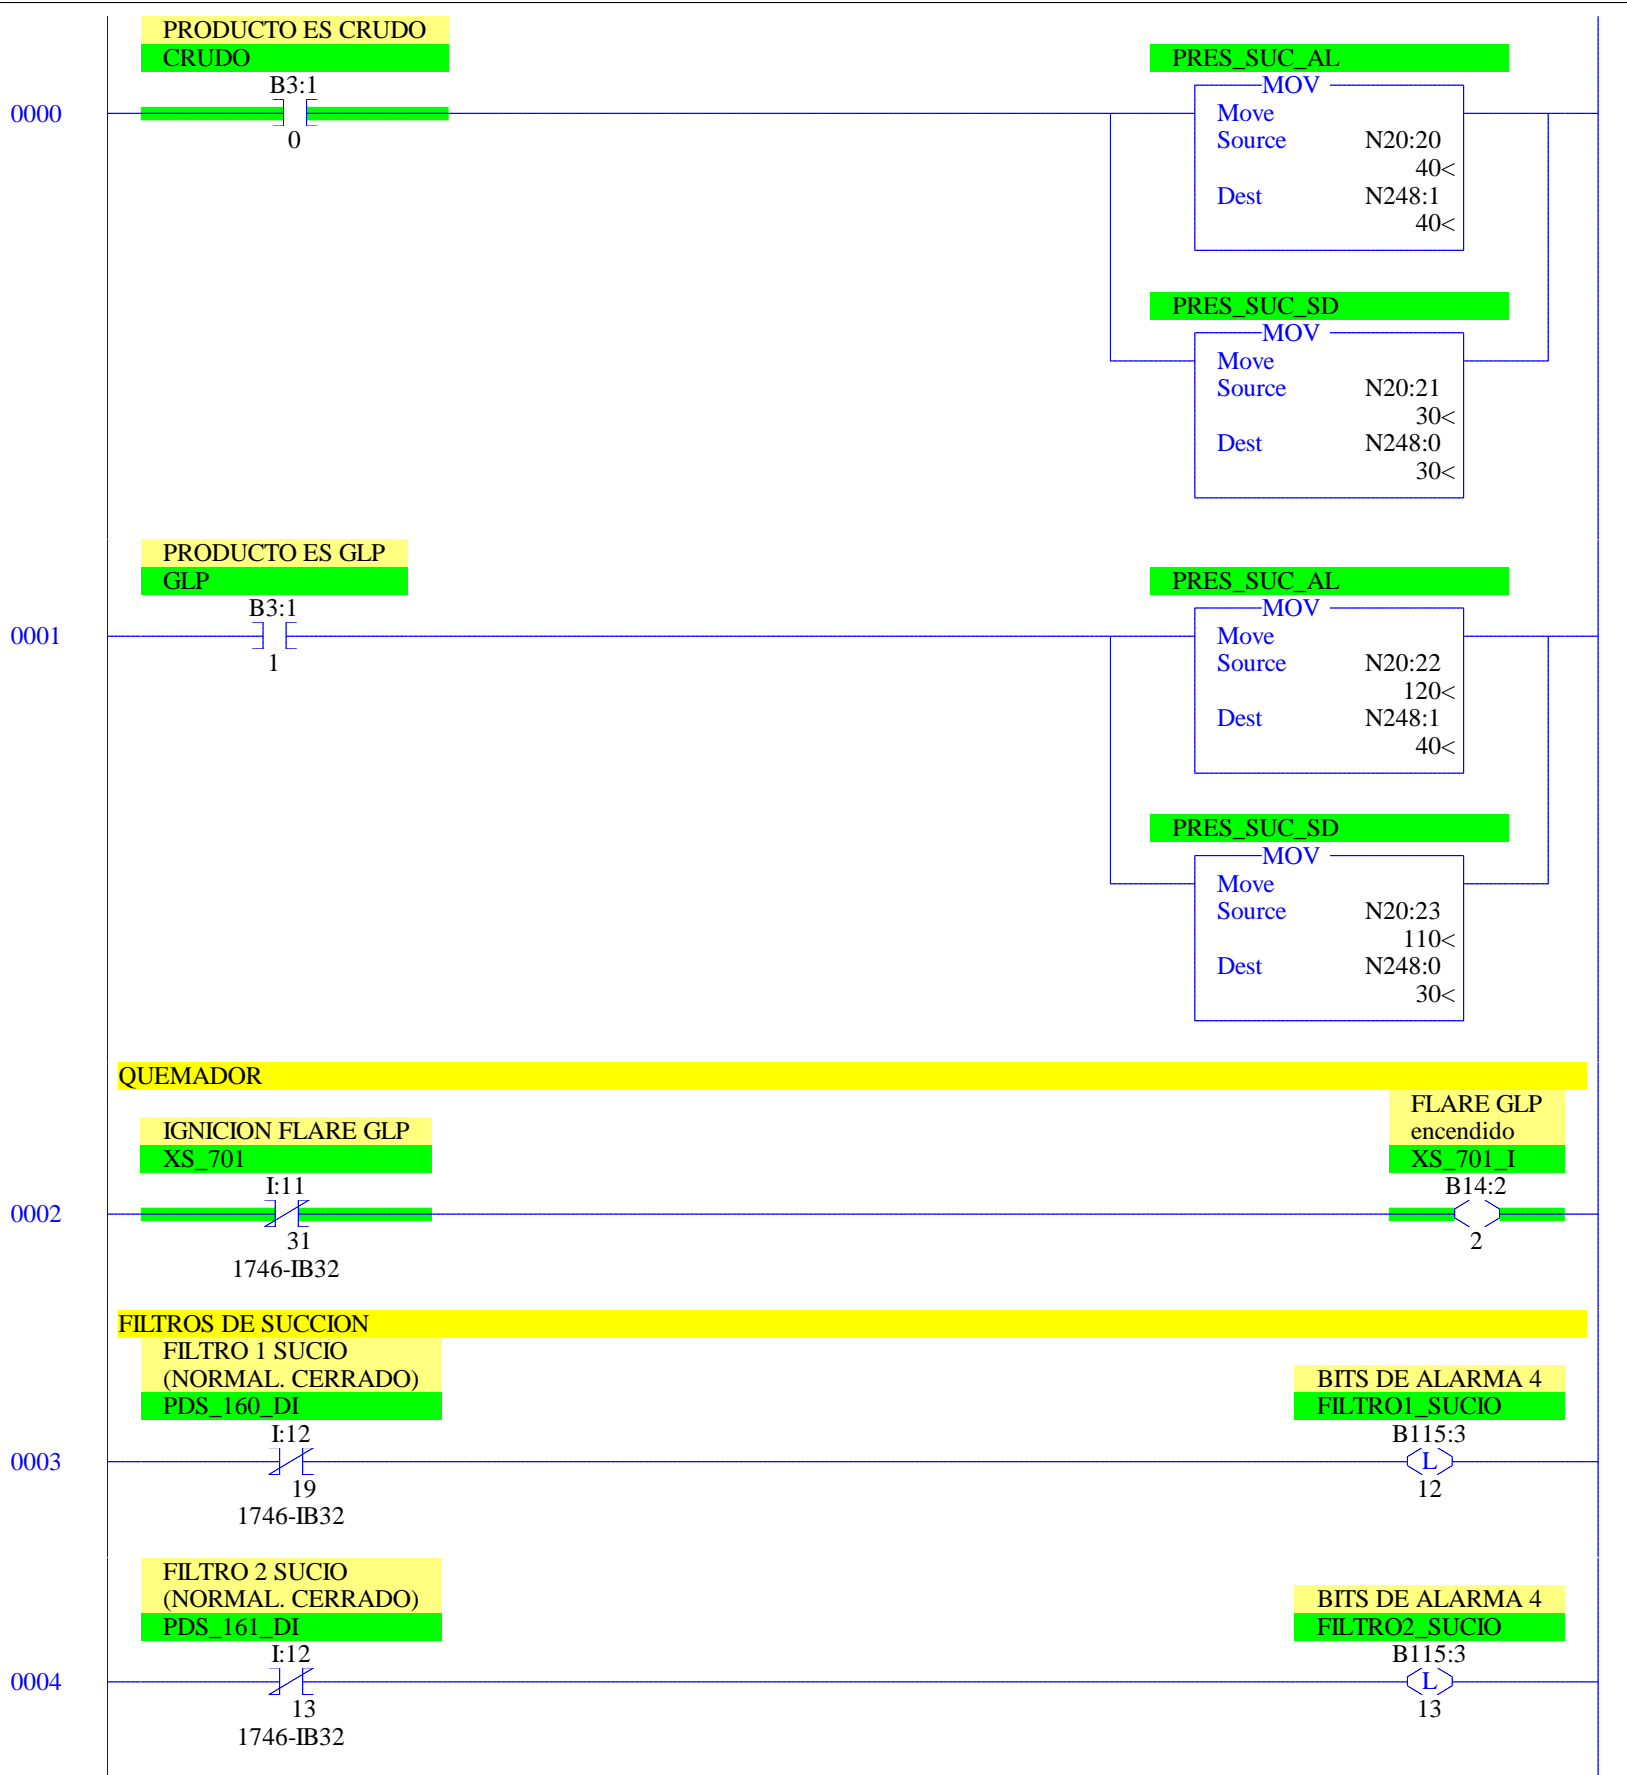 PRODUCTO ES CRUDO
CRUDO
B3:1
0
0000
PRES_SUC_AL
MOV
Move
Source N20:20
40<
Dest N248:1
40<
PRES_SUC_SD
MOV
Move
Source N20:21
30<
Dest N248:0
30<
PRODUCTO ES GLP
GLP
B3:1
1
0001
PRES_SUC_AL
MOV
Move
Source N20:22
120<
Dest N248:1
40<
PRES_SUC_SD
MOV
Move
Source N20:23
110<
Dest N248:0
30<
QUEMADOR
IGNICION FLARE GLP
XS_701
I:11
31
1746-IB32
0002
FLARE GLP
encendido
XS_701_I
B14:2
2
FILTROS DE SUCCION
FILTRO 1 SUCIO
(NORMAL. CERRADO)
PDS_160_DI
I:12
19
1746-IB32
0003
BITS DE ALARMA 4
FILTRO1_SUCIO
B115:3
L
12
FILTRO 2 SUCIO
(NORMAL. CERRADO)
PDS_161_DI
I:12
13
1746-IB32
0004
BITS DE ALARMA 4
FILTRO2_SUCIO
B115:3
L
13